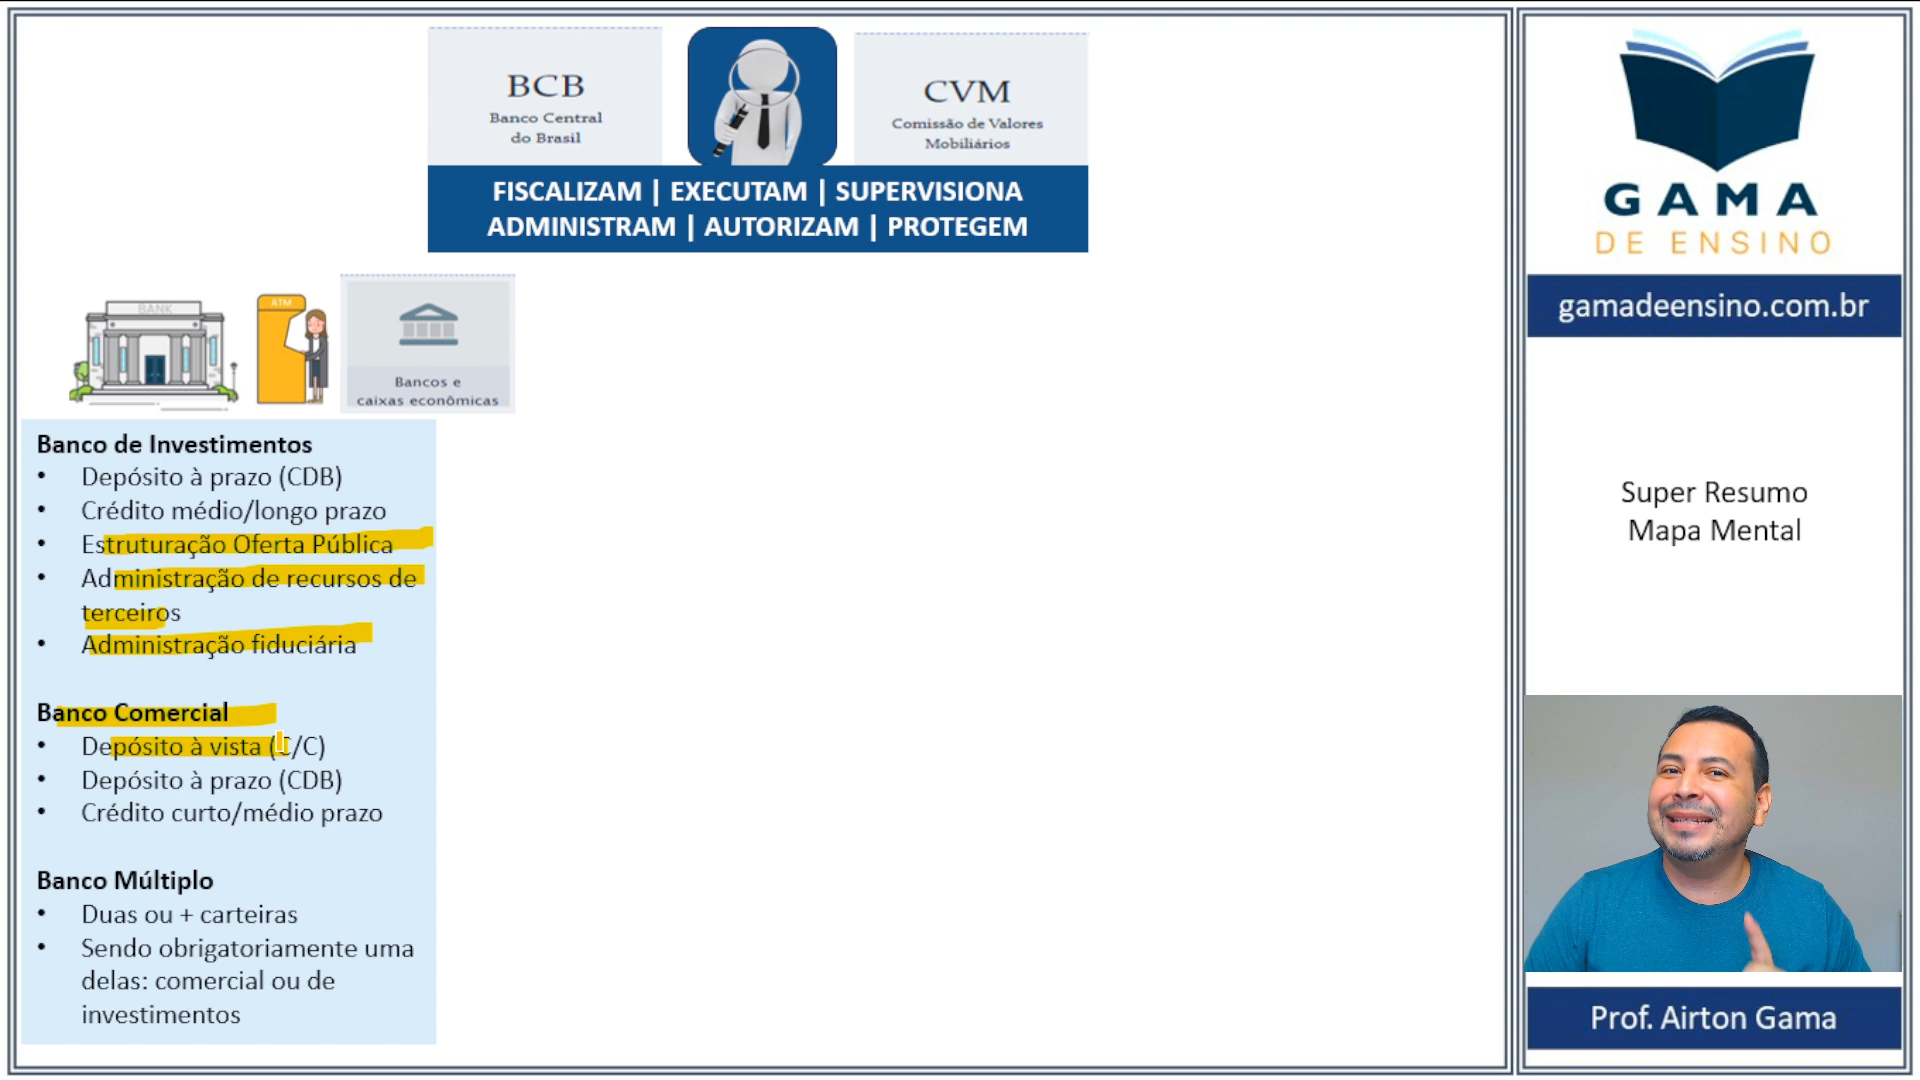 BCB
Banco Central
do Brasil
CVM
Comissão de Valores
Mobiliários
FISCALIZAM | EXECUTAM | SUPERVISIONA
ADMINISTRAM | AUTORIZAM | PROTEGEM
BANK
ATM
Bancos e
caixas econômicas
Banco de Investimentos
• Depósito à prazo (CDB)
• Crédito médio/longo prazo
• Estruturação Oferta Pública
• Administração de recursos de
terceiros
• Administração fiduciária
Banco Comercial
• Depósito à vista (C/C)
• Depósito à prazo (CDB)
• Crédito curto/médio prazo
Banco Múltiplo
• Duas ou + carteiras
• Sendo obrigatoriamente uma
delas: comercial ou de
investimentos
GAMA
DE ENSINO
gamadeensino.com.br
Super Resumo
Mapa Mental
Prof. Airton Gama